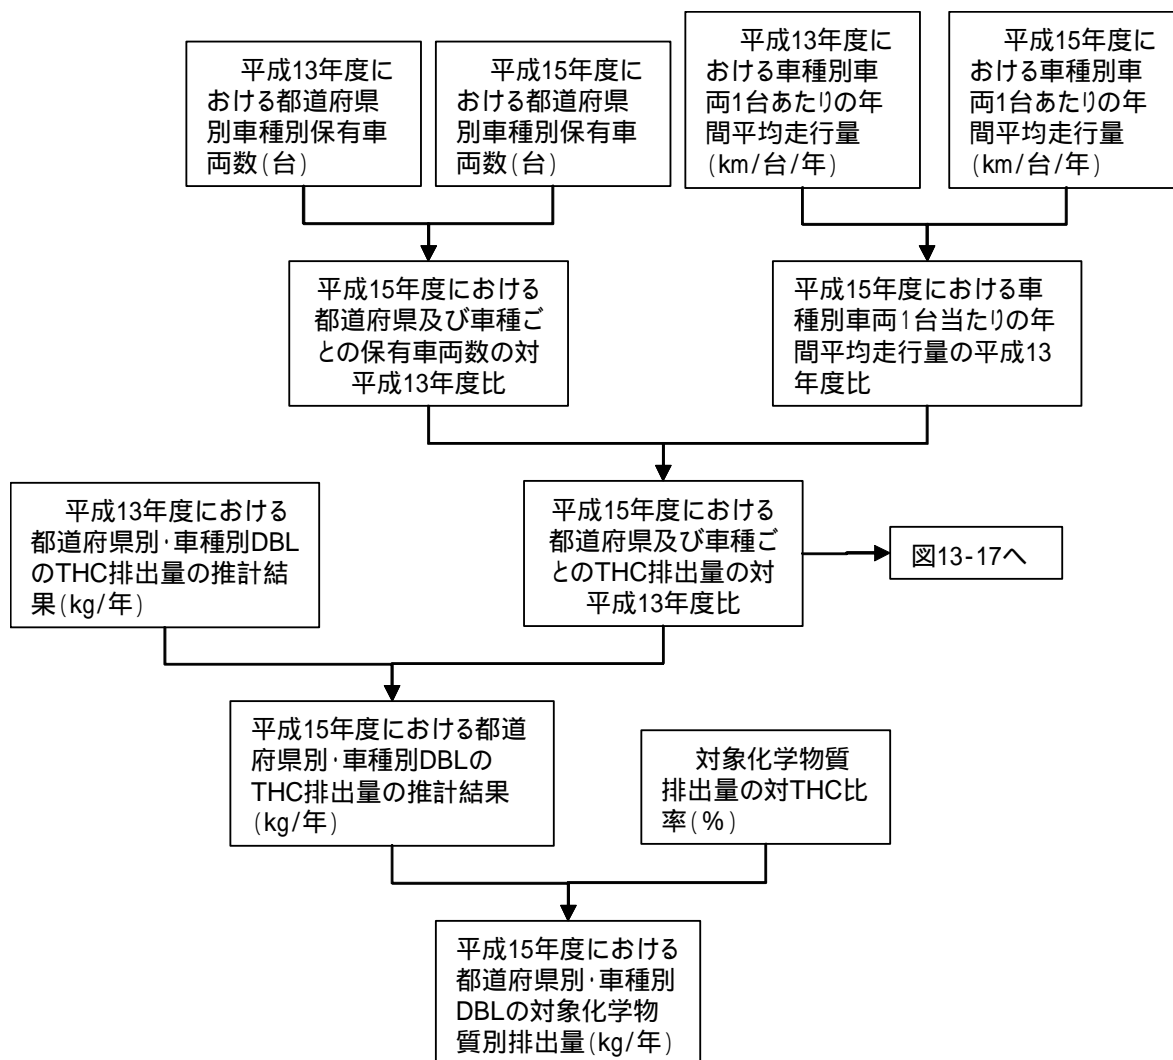 平成13年度に
おける都道府県
別車種別保有車
両数(台)
平成15年度に
おける都道府県
別車種別保有車
両数(台)
平成13年度に
おける車種別車
両1台あたりの年
間平均走行量
(km/台/年)
平成15年度に
おける車種別車
両1台あたりの年
間平均走行量
(km/台/年)
平成15年度における
都道府県及び車種ご
との保有車両数の対
平成13年度比
平成15年度における車
種別車両1台当たりの年
間平均走行量の平成13
年度比
平成13年度における
都道府県別・車種別DBL
のTHC排出量の推計結
果(kg/年)
平成15年度における
都道府県及び車種ご
とのTHC排出量の対
平成13年度比
図13-17へ
平成15年度における都道
府県別・車種別DBLの
THC排出量の推計結果
(kg/年)
対象化学物質
排出量の対THC比
率(%)
平成15年度における
都道府県別・車種別
DBLの対象化学物
質別排出量(kg/年)